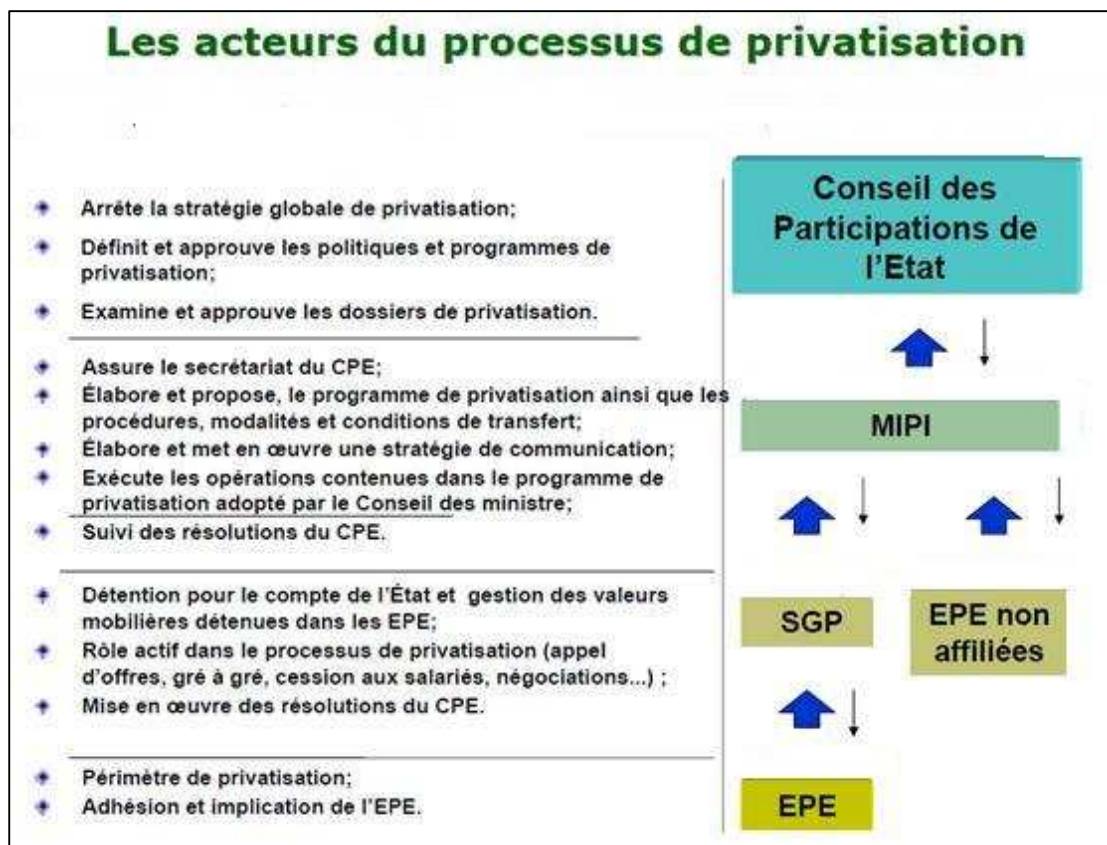 Les acteurs du processus de privatisation
Arrête la stratégie globale de privatisation;
Définit et approuve les politiques et programmes de
privatisation;
Examine et approuve les dossiers de privatisation.
Conseil des
Participations de
l'Etat
Assure le secrétariat du CPE;
Élabore et propose, le programme de privatisation ainsi que les
procédures, modalités et conditions de transfert;
Élabore et met en œuvre une stratégie de communication;
Exécute les opérations contenues dans le programme de
privatisation adopté par le Conseil des ministre;
Suivi des résolutions du CPE.
MIPI
Détention pour le compte de l'État et gestion des valeurs
mobilières détenues dans les EPE;
Rôle actif dans le processus de privatisation (appel
d'offres, gré à gré, cession aux salariés, négociations...) ;
Mise en œuvre des résolutions du CPE.
SGP
EPE non
affiliées
Périmètre de privatisation;
Adhésion et implication de l'EPE.
EPE